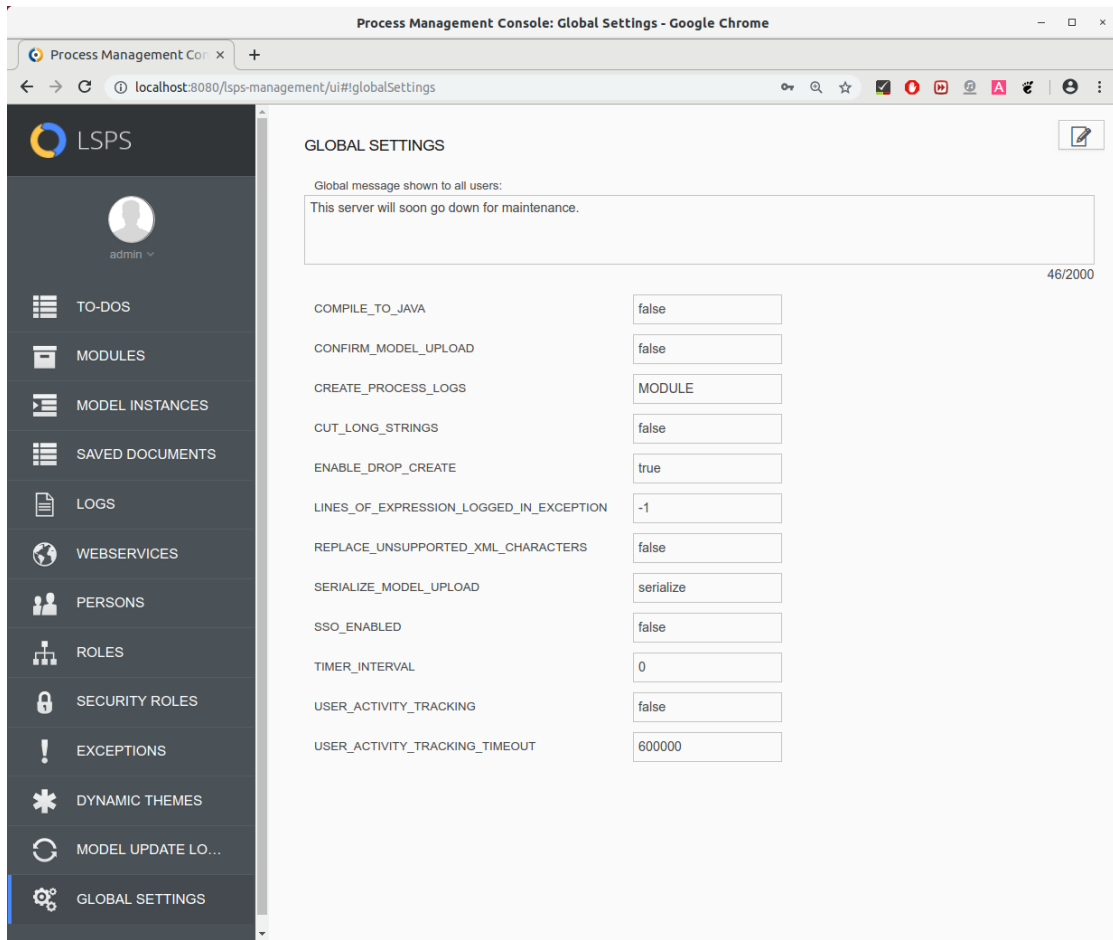 Process Management Console: Global Settings - Google Chrome
Process Management Con
localhost:8080/lsps-management/ui#!globalSettings
LSPS
admin
TO-DOS
MODULES
MODEL INSTANCES
SAVED DOCUMENTS
LOGS
WEBSERVICES
PERSONS
ROLES
SECURITY ROLES
EXCEPTIONS
DYNAMIC THEMES
MODEL UPDATE LO...
GLOBAL SETTINGS
GLOBAL SETTINGS
Global message shown to all users:
This server will soon go down for maintenance.
46/2000
COMPILE_TO_JAVA false
CONFIRM_MODEL_UPLOAD false
CREATE_PROCESS_LOGS MODULE
CUT_LONG_STRINGS false
ENABLE_DROP_CREATE true
LINES_OF_EXPRESSION_LOGGED_IN_EXCEPTION -1
REPLACE_UNSUPPORTED_XML_CHARACTERS false
SERIALIZE_MODEL_UPLOAD serialize
SSO_ENABLED false
TIMER_INTERVAL 0
USER_ACTIVITY_TRACKING false
USER_ACTIVITY_TRACKING_TIMEOUT 600000